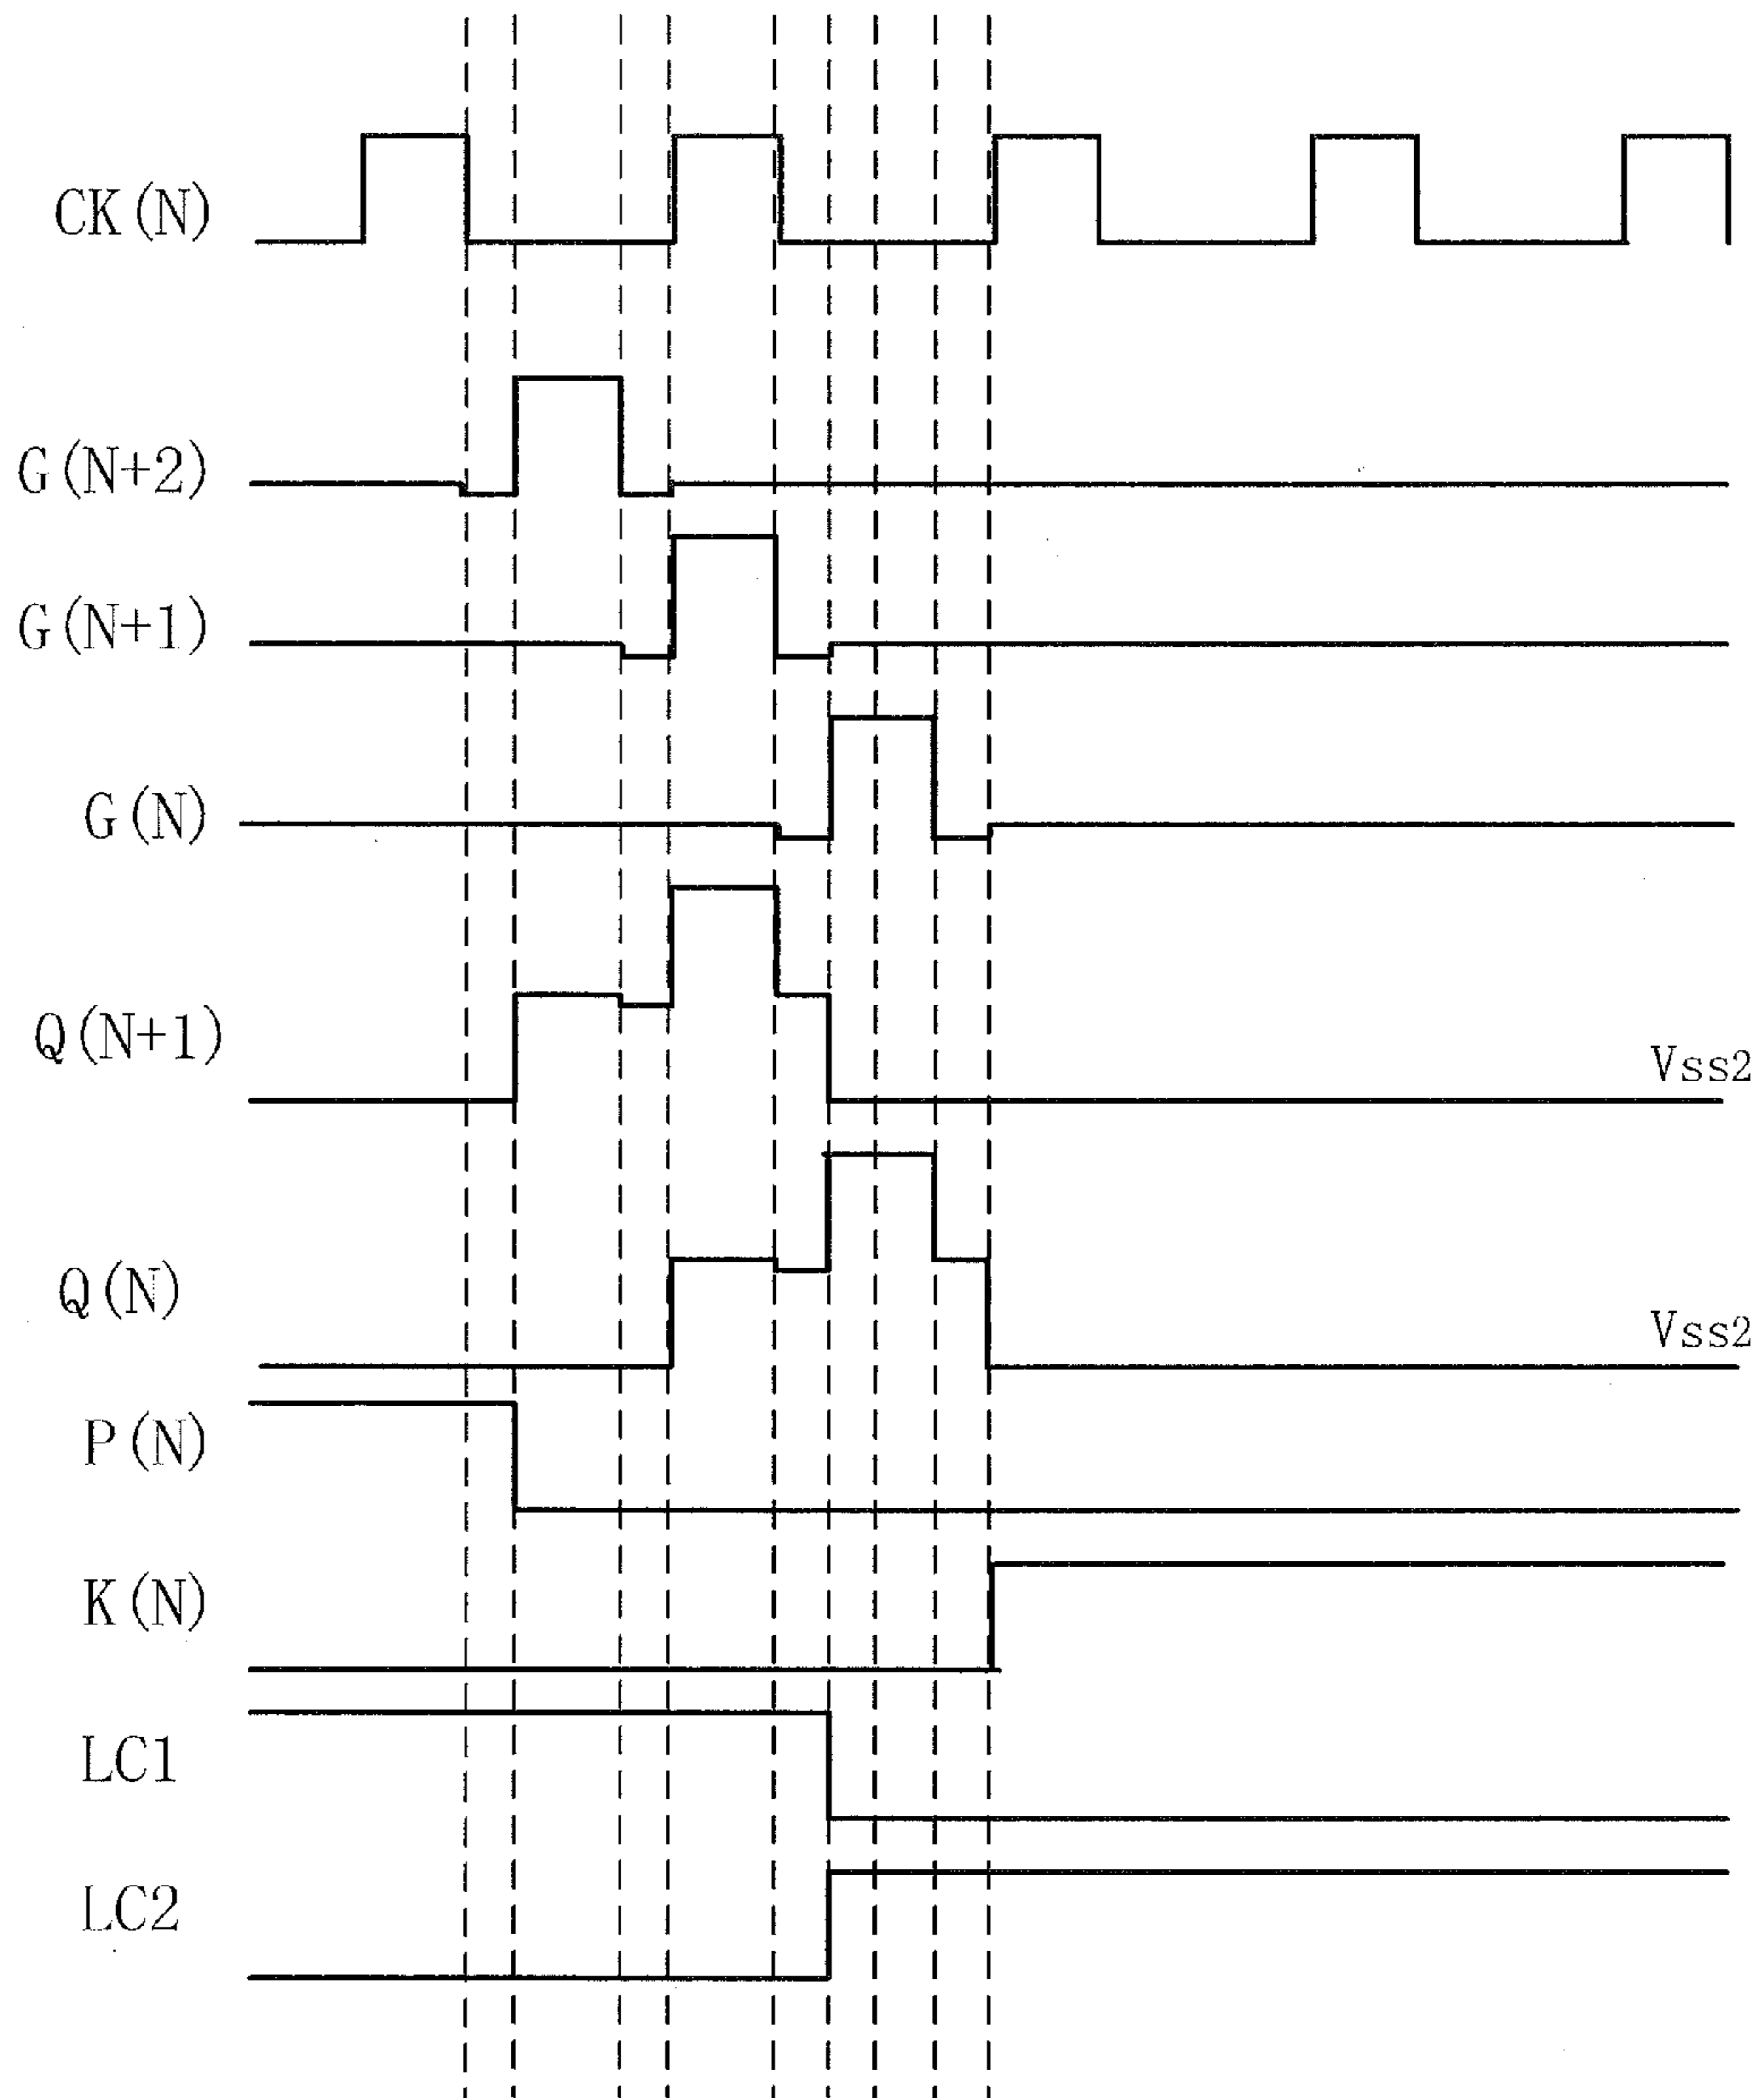 CK(N)
G(N+2)
G(N+1)
G(N)
Q(N+1)
Vss2
Q(N)
Vss2
P(N)
K(N)
LC1
LC2